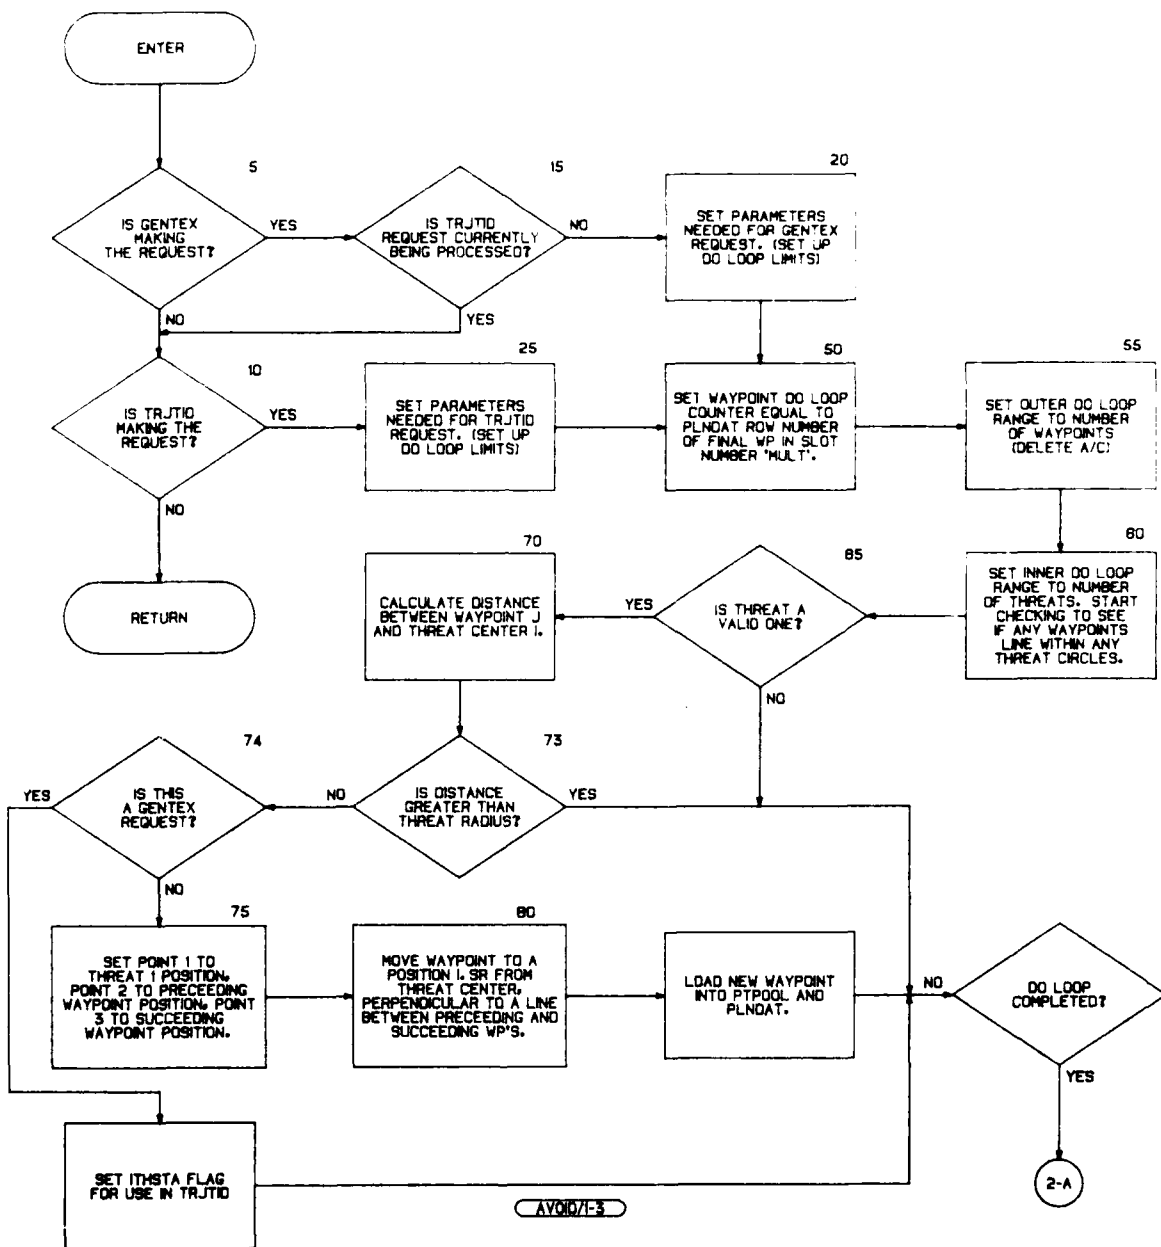 ENTER
5
IS GENTEX
MAKING
THE REQUEST?
YES
NO
15
IS TRJTID
REQUEST CURRENTLY
BEING PROCESSED?
NO
YES
20
SET PARAMETERS
NEEDED FOR GENTEX
REQUEST. (SET UP
DO LOOP LIMITS)
10
IS TRJTID
MAKING THE
REQUEST?
YES
NO
25
SET PARAMETERS
NEEDED FOR TRJTID
REQUEST. (SET UP
DO LOOP LIMITS)
50
SET WAYPOINT DO LOOP
COUNTER EQUAL TO
PLNDAT ROW NUMBER
OF FINAL WP IN SLOT
NUMBER 'MULT'.
55
SET OUTER DO LOOP
RANGE TO NUMBER
OF WAYPOINTS
(DELETE A/C)
RETURN
70
CALCULATE DISTANCE
BETWEEN WAYPOINT J
AND THREAT CENTER I.
65
IS THREAT A
VALID ONE?
YES
NO
60
SET INNER DO LOOP
RANGE TO NUMBER
OF THREATS. START
CHECKING TO SEE
IF ANY WAYPOINTS
LINE WITHIN ANY
THREAT CIRCLES.
74
IS THIS
A GENTEX
REQUEST?
YES
NO
73
IS DISTANCE
GREATER THAN
THREAT RADIUS?
NO
YES
75
SET POINT 1 TO
THREAT 1 POSITION,
POINT 2 TO PRECEEDING
WAYPOINT POSITION, POINT
3 TO SUCCEEDING
WAYPOINT POSITION.
80
MOVE WAYPOINT TO A
POSITION 1.5R FROM
THREAT CENTER,
PERPENDICULAR TO A LINE
BETWEEN PRECEEDING AND
SUCCEEDING WP'S.
LOAD NEW WAYPOINT
INTO PTPOOL AND
PLNDAT.
NO
DO LOOP
COMPLETED?
YES
SET ITHSTA FLAG
FOR USE IN TRJTID
2-A
AVOID/1-3